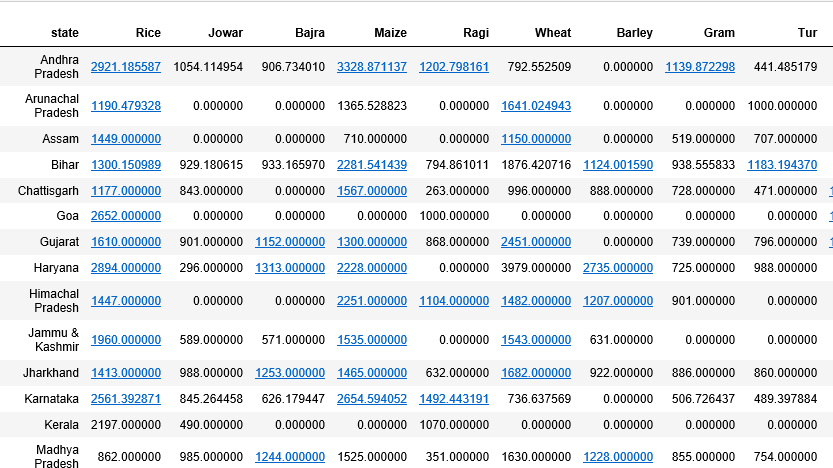 state Rice Jowar Bajra Maize Ragi Wheat Barley Gram Tur
Andhra Pradesh 2921.185587 1054.114954 906.734010 3328.871137 1202.798161 792.552509 0.000000 1139.872298 441.485179
Arunachal Pradesh 1190.479328 0.000000 0.000000 1365.528823 0.000000 1641.024943 0.000000 0.000000 1000.000000
Assam 1449.000000 0.000000 0.000000 710.000000 0.000000 1150.000000 0.000000 519.000000 707.000000
Bihar 1300.150989 929.180615 933.165970 2281.541439 794.861011 1876.420716 1124.001590 938.555833 1183.194370
Chattisgarh 1177.000000 843.000000 0.000000 1567.000000 263.000000 996.000000 888.000000 728.000000 471.000000
Goa 2652.000000 0.000000 0.000000 0.000000 1000.000000 0.000000 0.000000 0.000000 0.000000
Gujarat 1610.000000 901.000000 1152.000000 1300.000000 868.000000 2451.000000 0.000000 739.000000 796.000000
Haryana 2894.000000 296.000000 1313.000000 2228.000000 0.000000 3979.000000 2735.000000 725.000000 988.000000
Himachal Pradesh 1447.000000 0.000000 0.000000 2251.000000 1104.000000 1482.000000 1207.000000 901.000000 0.000000
Jammu & Kashmir 1960.000000 589.000000 571.000000 1535.000000 0.000000 1543.000000 631.000000 0.000000 0.000000
Jharkhand 1413.000000 988.000000 1253.000000 1465.000000 632.000000 1682.000000 922.000000 886.000000 860.000000
Karnataka 2561.392871 845.264458 626.179447 2654.594052 1492.443191 736.637569 0.000000 506.726437 489.397884
Kerala 2197.000000 490.000000 0.000000 0.000000 1070.000000 0.000000 0.000000 0.000000 0.000000
Madhya Pradesh 862.000000 985.000000 1244.000000 1525.000000 351.000000 1630.000000 1228.000000 855.000000 754.000000